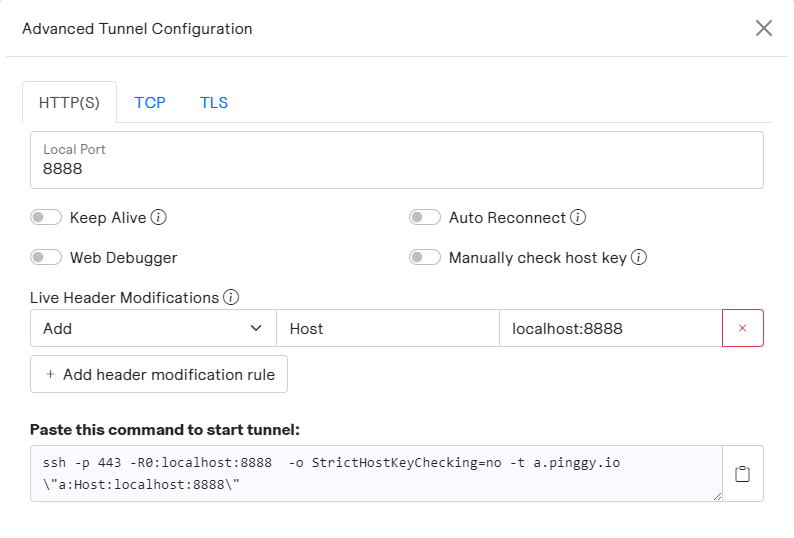 Advanced Tunnel Configuration
HTTP(S) TCP TLS
Local Port
8888
Keep Alive Auto Reconnect
Web Debugger Manually check host key
Live Header Modifications
Add Host localhost:8888
+ Add header modification rule
Paste this command to start tunnel:
ssh -p 443 -R0:localhost:8888  -o StrictHostKeyChecking=no -t a.pinggy.io
\"a:Host:localhost:8888\"